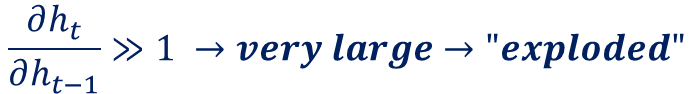 ∂h_t/∂h_{t−1} ≫ 1 → very large → "exploded"